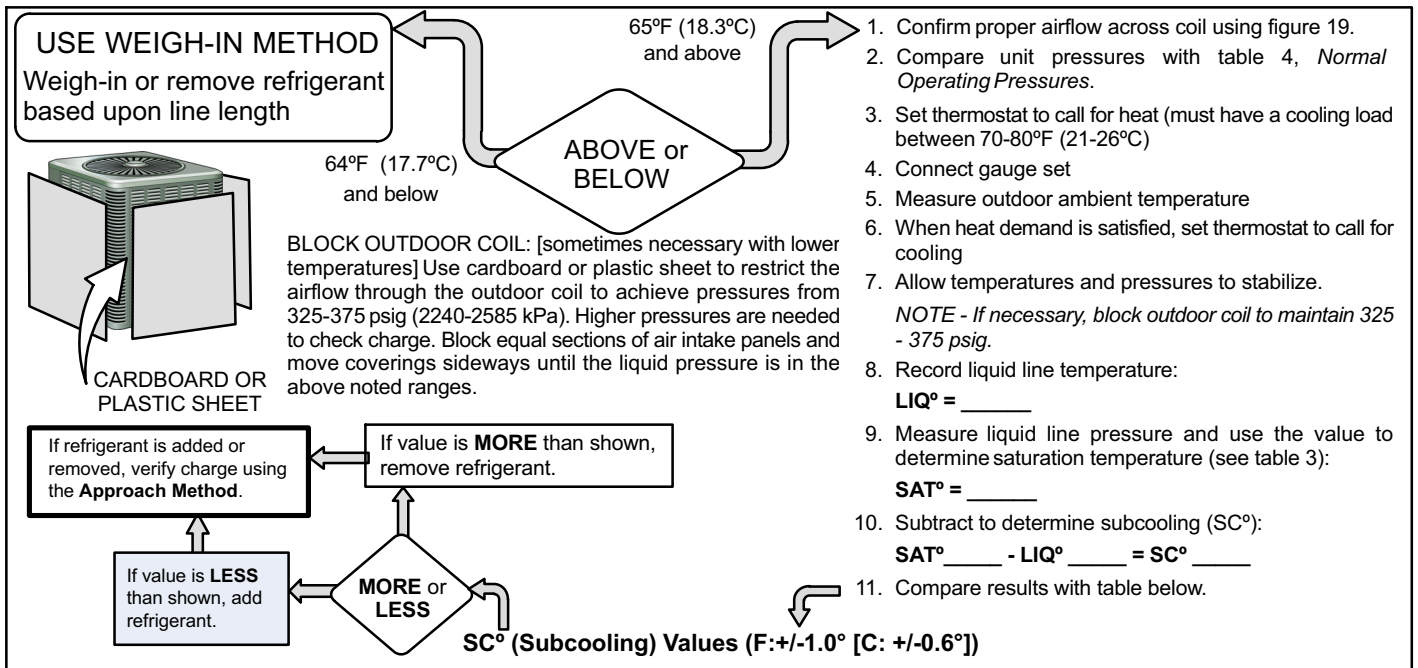 USE WEIGH-IN METHOD
Weigh-in or remove refrigerant
based upon line length
65ºF (18.3ºC)
and above
64ºF (17.7ºC)
and below
ABOVE or
BELOW
BLOCK OUTDOOR COIL: [sometimes necessary with lower
temperatures] Use cardboard or plastic sheet to restrict the
airflow through the outdoor coil to achieve pressures from
325-375 psig (2240-2585 kPa). Higher pressures are needed
to check charge. Block equal sections of air intake panels and
move coverings sideways until the liquid pressure is in the
above noted ranges.
CARDBOARD OR
PLASTIC SHEET
1. Confirm proper airflow across coil using figure 19.
2. Compare unit pressures with table 4, Normal
Operating Pressures.
3. Set thermostat to call for heat (must have a cooling load
between 70-80ºF (21-26ºC)
4. Connect gauge set
5. Measure outdoor ambient temperature
6. When heat demand is satisfied, set thermostat to call for
cooling
7. Allow temperatures and pressures to stabilize.
NOTE - If necessary, block outdoor coil to maintain 325
- 375 psig.
8. Record liquid line temperature:
LIQº = ______
9. Measure liquid line pressure and use the value to
determine saturation temperature (see table 3):
SATº = ______
10. Subtract to determine subcooling (SCº):
SATº_____ - LIQº _____ = SCº _____
11. Compare results with table below.
If refrigerant is added or
removed, verify charge using
the Approach Method.
If value is MORE than shown,
remove refrigerant.
If value is LESS
than shown, add
refrigerant.
MORE or
LESS
SCº (Subcooling) Values (F:+/-1.0° [C: +/-0.6°])